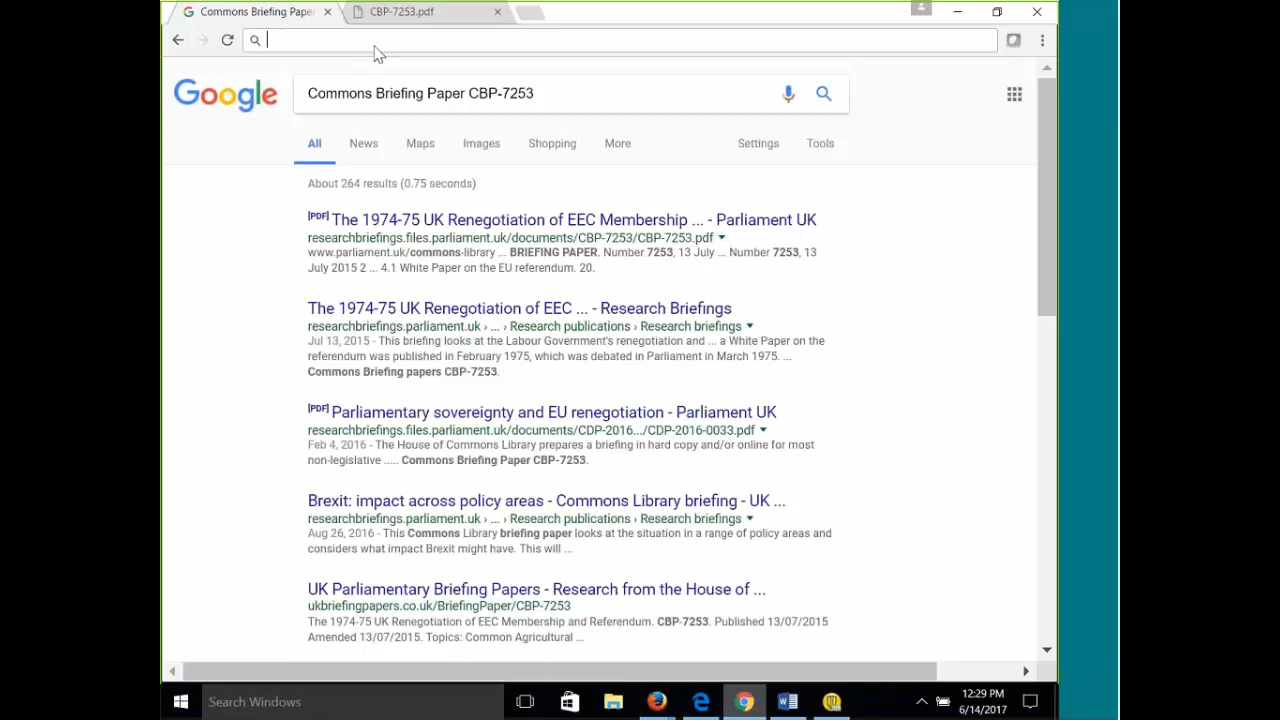 Commons Briefing Pape
CBP-7253.pdf
Google
Commons Briefing Paper CBP-7253
All News Maps Images Shopping More Settings Tools
About 264 results (0.75 seconds)
[PDF] The 1974-75 UK Renegotiation of EEC Membership ... - Parliament UK
researchbriefings.files.parliament.uk/documents/CBP-7253/CBP-7253.pdf
www.parliament.uk/commons-library ... BRIEFING PAPER. Number 7253, 13 July ... Number 7253, 13
July 2015 2 ... 4.1 White Paper on the EU referendum. 20.
The 1974-75 UK Renegotiation of EEC ... - Research Briefings
researchbriefings.parliament.uk › ... › Research publications › Research briefings
Jul 13, 2015 - This briefing looks at the Labour Government's renegotiation and ... a White Paper on the
referendum was published in February 1975, which was debated in Parliament in March 1975. ...
Commons Briefing papers CBP-7253.
[PDF] Parliamentary sovereignty and EU renegotiation - Parliament UK
researchbriefings.files.parliament.uk/documents/CDP-2016.../CDP-2016-0033.pdf
Feb 4, 2016 - The House of Commons Library prepares a briefing in hard copy and/or online for most
non-legislative ..... Commons Briefing Paper CBP-7253.
Brexit: impact across policy areas - Commons Library briefing - UK ...
researchbriefings.parliament.uk › ... › Research publications › Research briefings
Aug 26, 2016 - This Commons Library briefing paper looks at the situation in a range of policy areas and
considers what impact Brexit might have. This will ...
UK Parliamentary Briefing Papers - Research from the House of ...
ukbriefingpapers.co.uk/BriefingPaper/CBP-7253
The 1974-75 UK Renegotiation of EEC Membership and Referendum. CBP-7253. Published 13/07/2015
Amended 13/07/2015. Topics: Common Agricultural ...
Search Windows
12:29 PM
6/14/2017